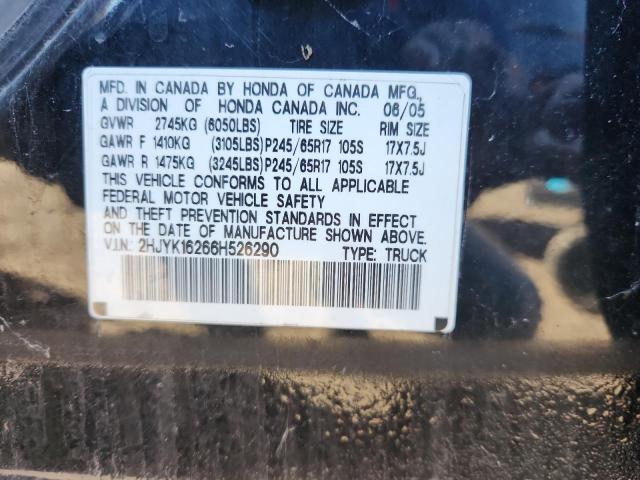 MFD. IN CANADA BY HONDA OF CANADA MFG.,
A DIVISION OF HONDA CANADA INC. 06/05
GVWR 2745KG (6050LBS) TIRE SIZE RIM SIZE
GAWR F 1410KG (3105LBS)P245/65R17 105S 17X7.5J
GAWR R 1475KG (3245LBS)P245/65R17 105S 17X7.5J
THIS VEHICLE CONFORMS TO ALL APPLICABLE
FEDERAL MOTOR VEHICLE SAFETY
AND THEFT PREVENTION STANDARDS IN EFFECT
ON THE DATE OF MANUFACTURE SHOWN ABOVE.
V.I.N: 2HJYK16266H526290 TYPE: TRUCK